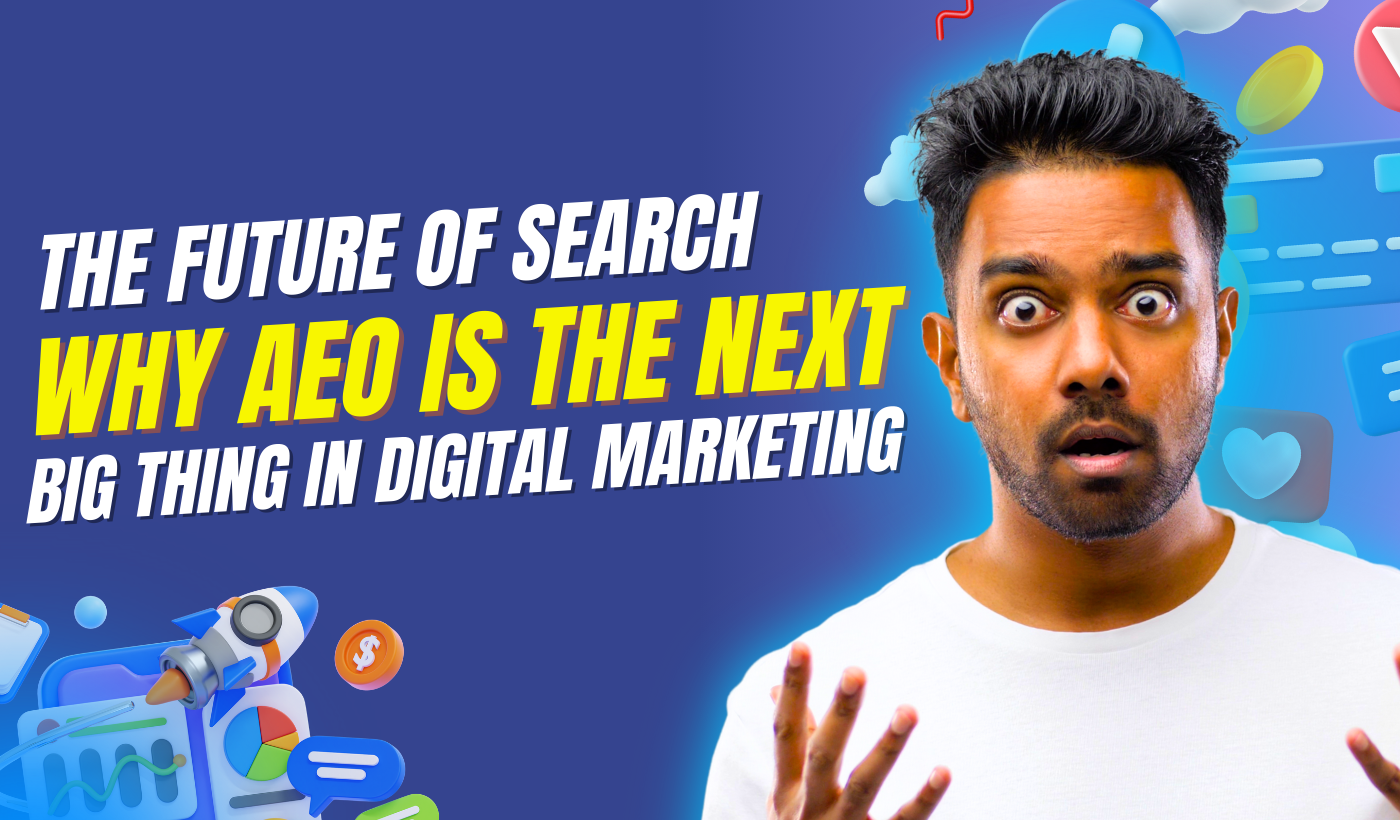 THE FUTURE OF SEARCH
WHY AEO IS THE NEXT
BIG THING IN DIGITAL MARKETING
$